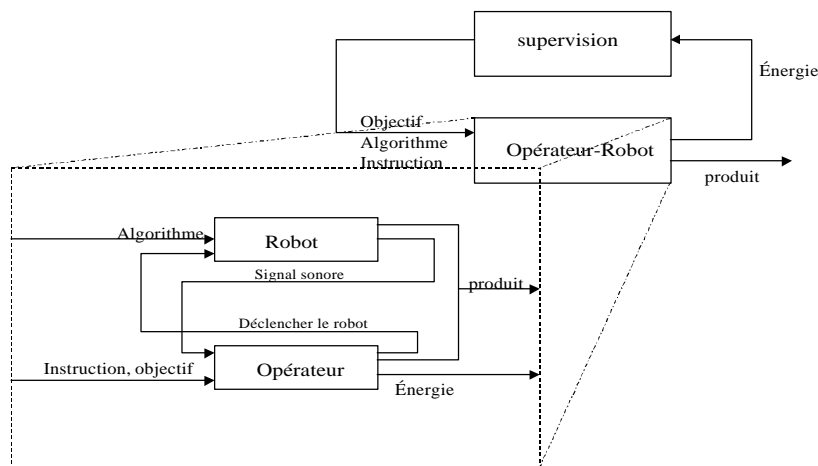 supervision
Énergie
Objectif
Algorithme
Instruction
Opérateur-Robot
produit
Algorithme
Robot
Signal sonore
produit
Déclencher le robot
Instruction, objectif
Opérateur
Énergie